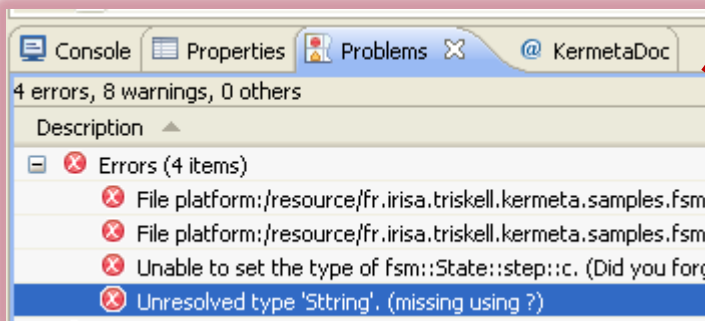 Console Properties Problems @ KermetaDoc
4 errors, 8 warnings, 0 others
Description
Errors (4 items)
File platform:/resource/fr.irisa.triskell.kermeta.samples.fsm
File platform:/resource/fr.irisa.triskell.kermeta.samples.fsm
Unable to set the type of fsm::State::step::c. (Did you forg
Unresolved type 'Sttring'. (missing using ?)